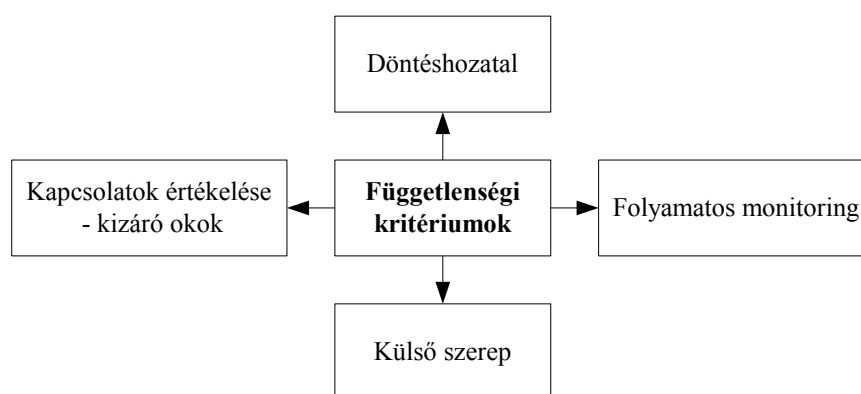 Döntéshozatal
Kapcsolatok értékelése
- kizáró okok
Függetlenségi
kritériumok
Folyamatos monitoring
Külső szerep